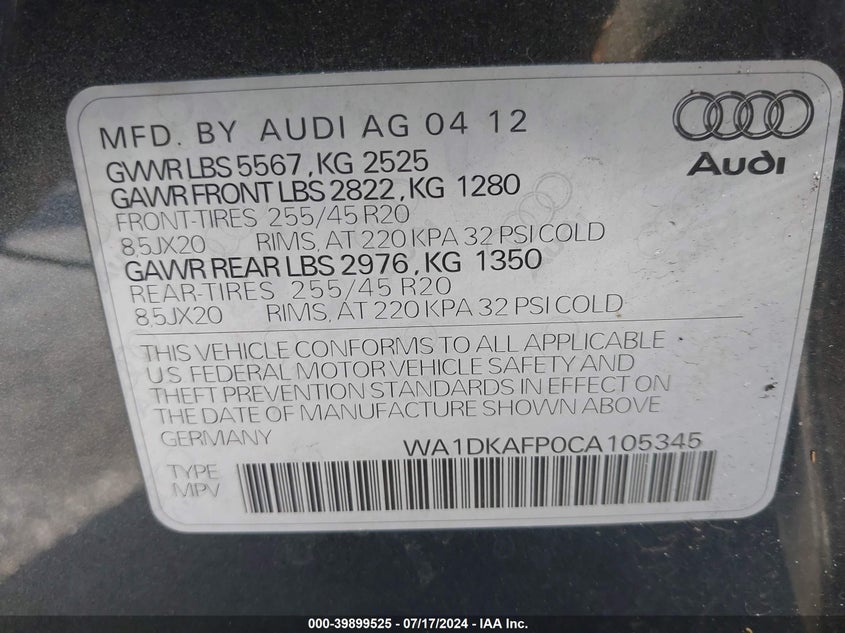 MFD. BY AUDI AG 04 12
Audi
GVWR LBS 5567, KG 2525
GAWR FRONT LBS 2822, KG 1280
FRONT-TIRES 255/45 R20
8,5JX20 RIMS, AT 220 KPA 32 PSI COLD
GAWR REAR LBS 2976, KG 1350
REAR-TIRES 255/45 R20
8,5JX20 RIMS, AT 220 KPA 32 PSI COLD
THIS VEHICLE CONFORMS TO ALL APPLICABLE
U.S. FEDERAL MOTOR VEHICLE SAFETY AND
THEFT PREVENTION STANDARDS IN EFFECT ON
THE DATE OF MANUFACTURE SHOWN ABOVE
GERMANY WA1DKAFP0CA105345
TYPE
MPV
000-39899525 - 07/17/2024 - IAA Inc.